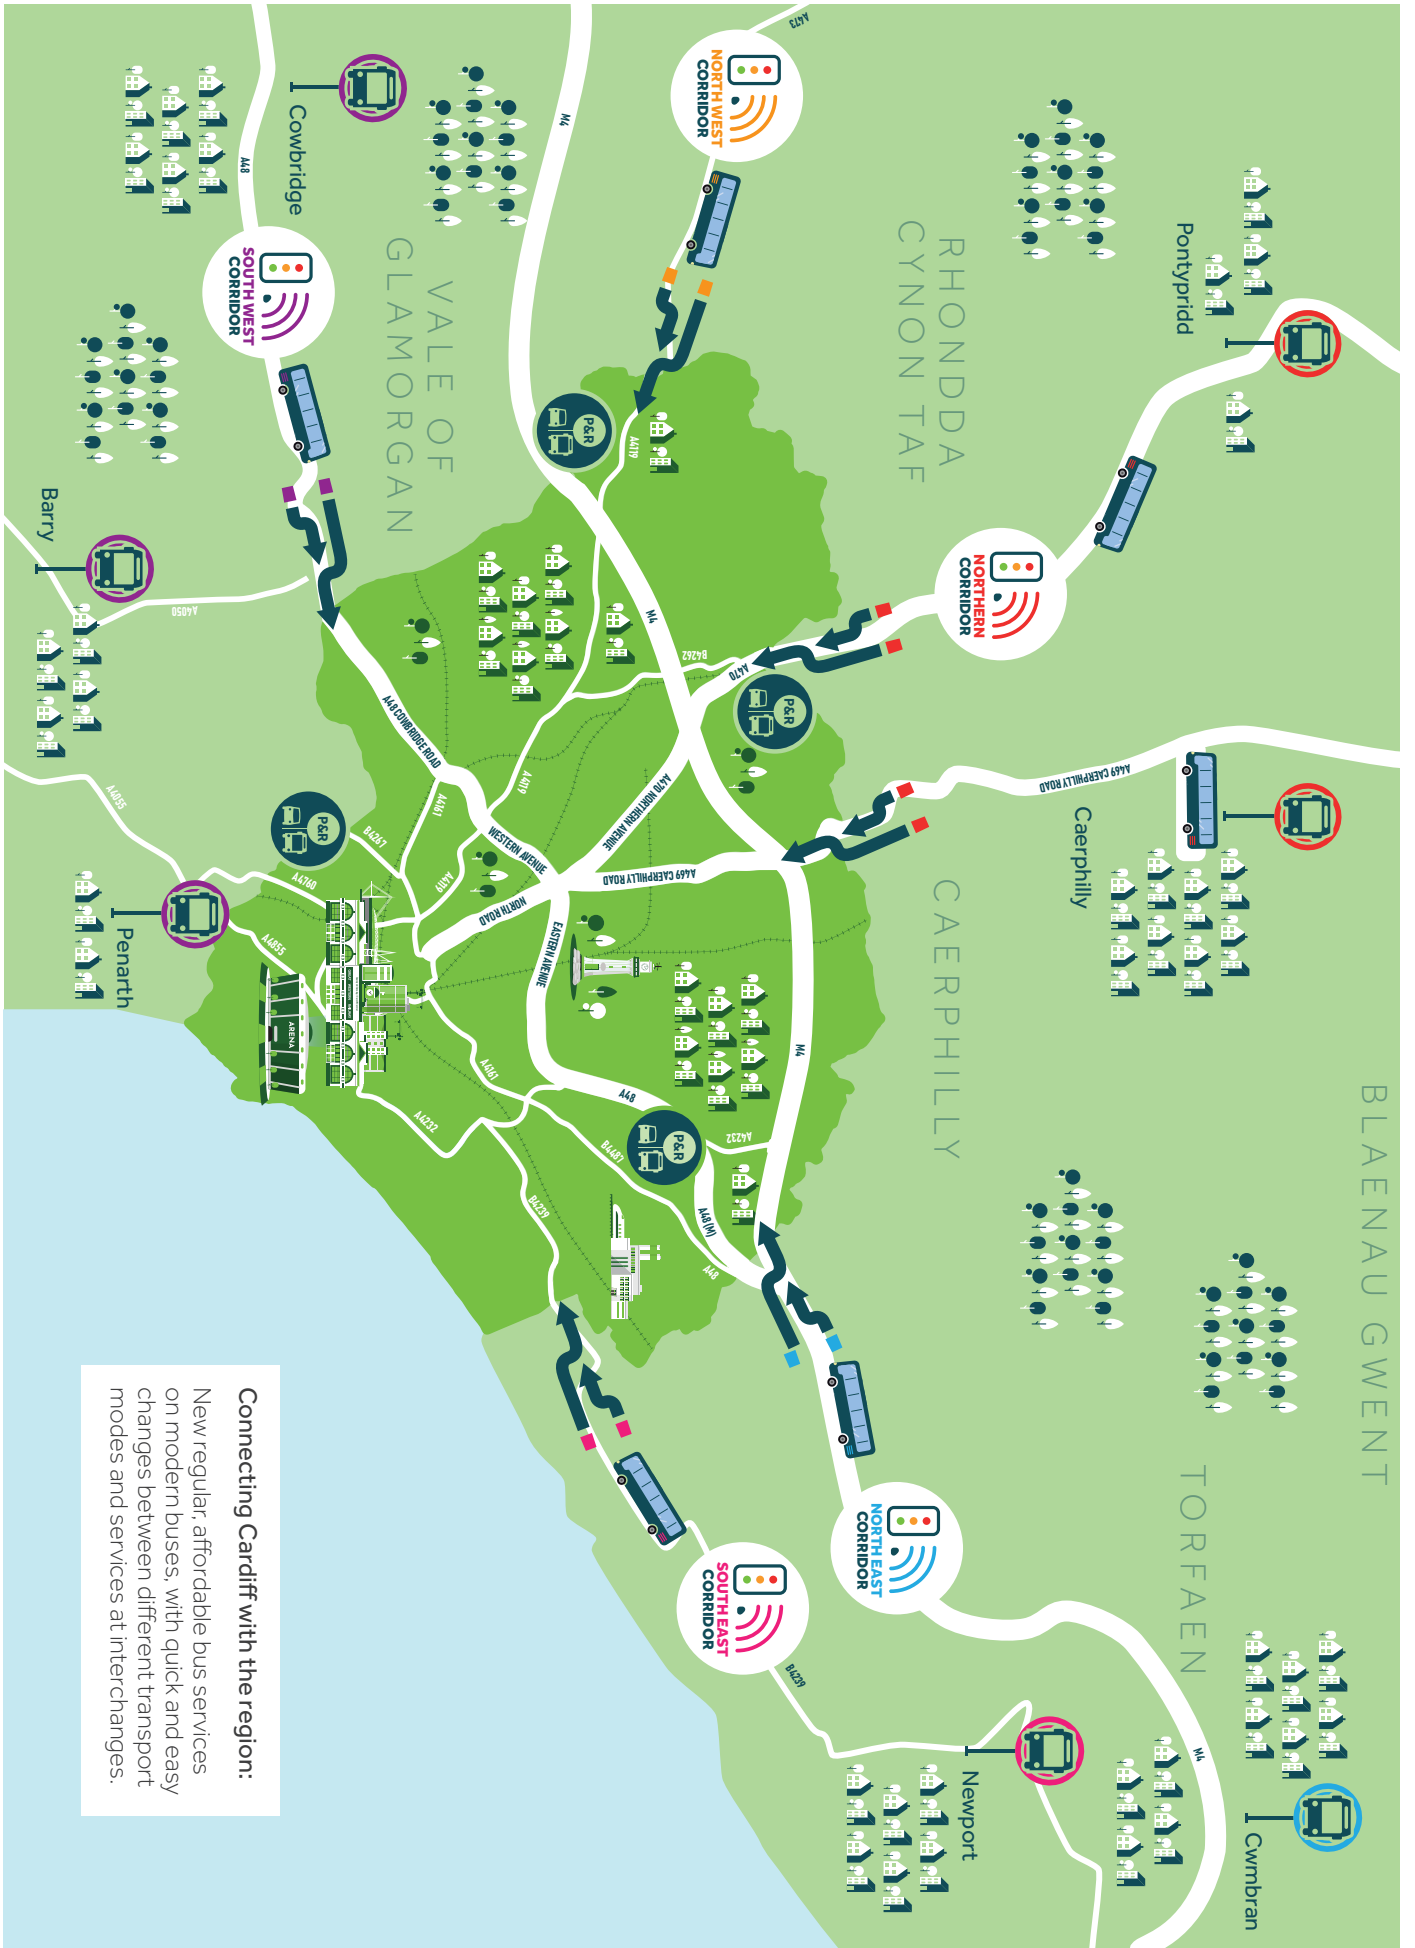 BLAENAU GWENT
Cwmbran
M4
TORFAEN
Pontypridd
A469 CAERPHILLY ROAD
Caerphilly
NORTHERN
CORRIDOR
Newport
RHONDDA
CYNON TAF
CAERPHILLY
NORTH EAST
CORRIDOR
A473
M4
B4239
P&R
A470
A4232
NORTH WEST
CORRIDOR
SOUTH EAST
CORRIDOR
A48 (M)
A48
B4262
P&R
A469 CAERPHILLY ROAD
A470 NORTHERN AVENUE
M4
A4119
A48
B4487
P&R
M4
EASTERN AVENUE
B4239
A4119
WESTERN AVENUE
NORTH ROAD
A4161
VALE OF
GLAMORGAN
A4119
A4161
A4232
A48 COWBRIDGE ROAD
B4267
P&R
A4760
Cowbridge
ARENA
A4855
A48
SOUTH WEST
CORRIDOR
A4050
Penarth
A4055
Barry
Connecting Cardiff with the region:
New regular, affordable bus services
on modern buses, with quick and easy
changes between different transport
modes and services at interchanges.